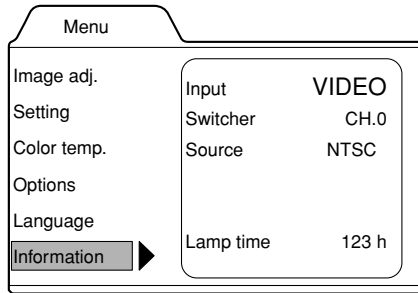 Menu
Image adj.
Setting
Color temp.
Options
Language
Information
Input VIDEO
Switcher CH.0
Source NTSC
Lamp time 123 h